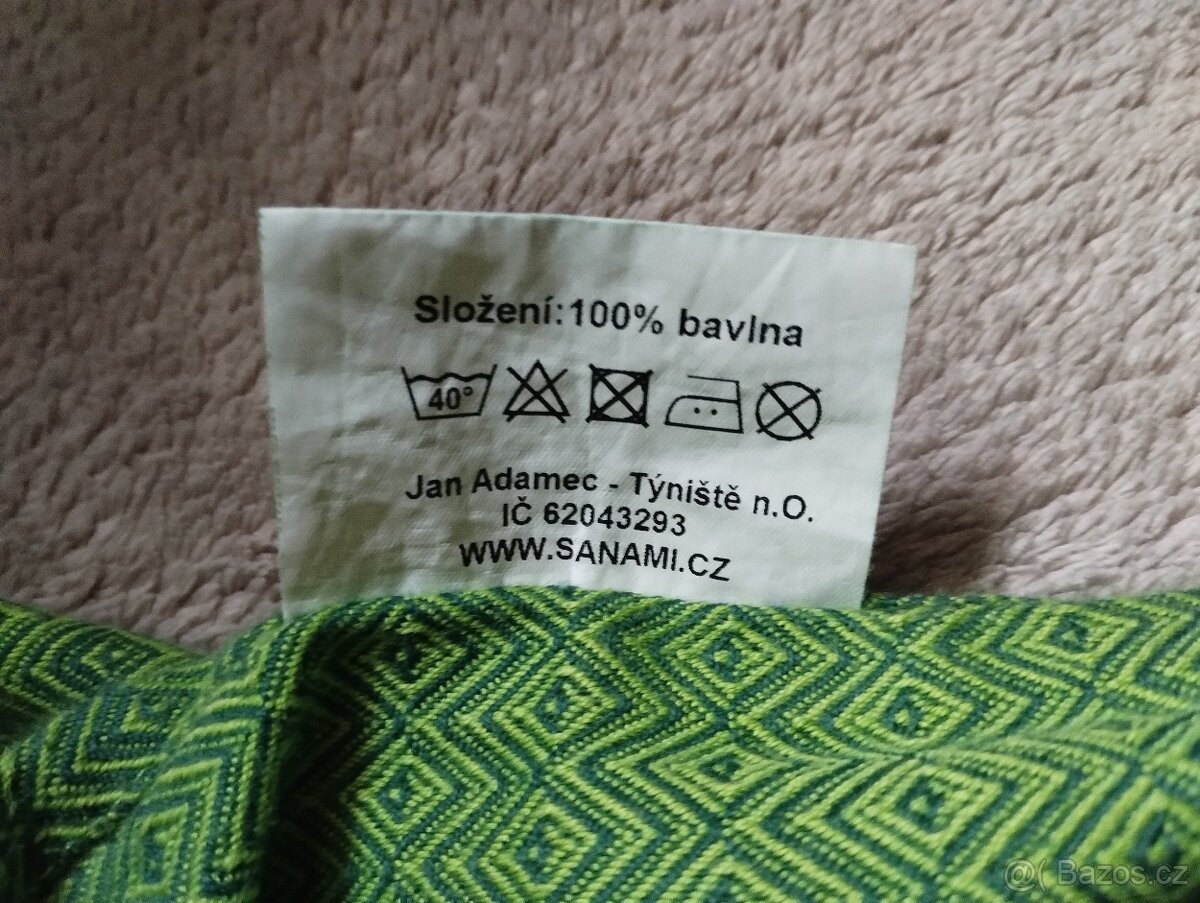 Složení:100% bavlna
40°
Jan Adamec - Týniště n.O.
IČ 62043293
WWW.SANAMI.CZ
@( Bazos.cz